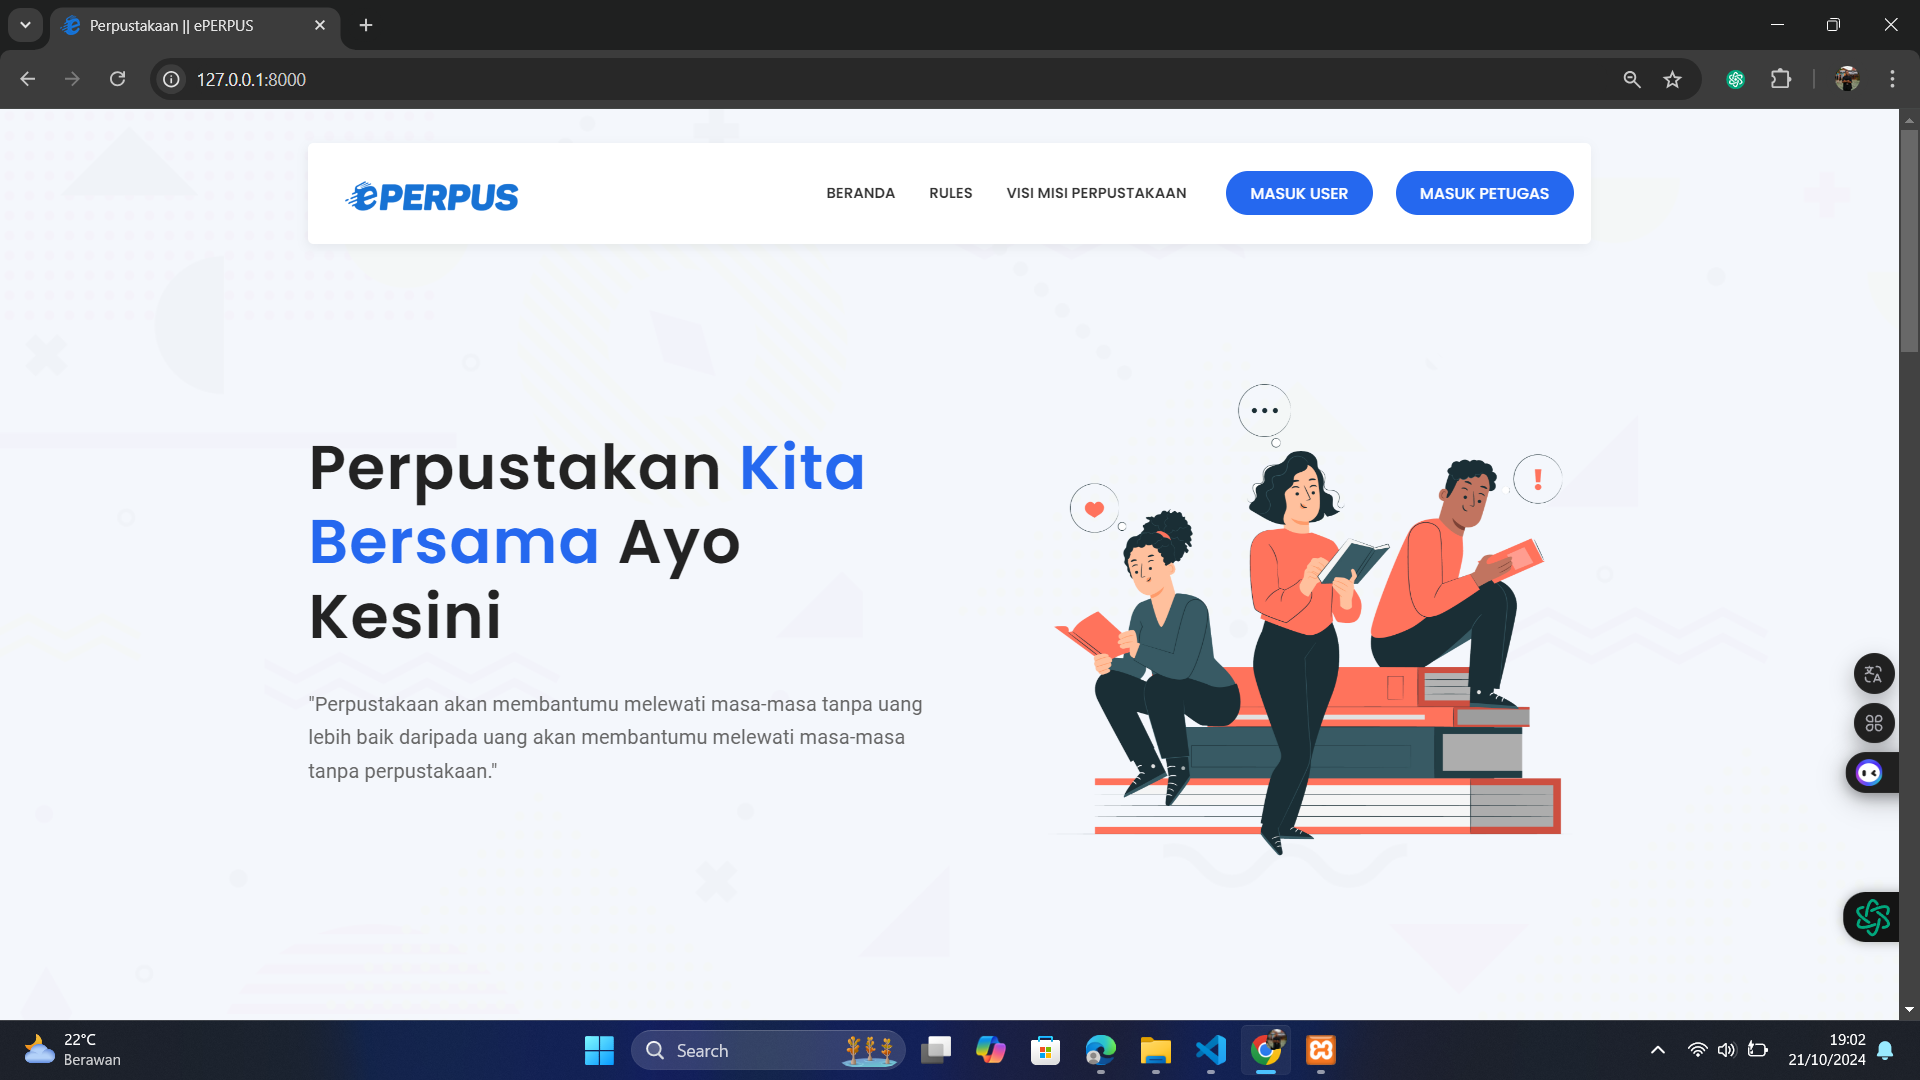 Perpustakaan || ePERPUS
127.0.0.1:8000
ePERPUS
BERANDA
RULES
VISI MISI PERPUSTAKAAN
MASUK USER
MASUK PETUGAS
Perpustakan Kita
Bersama Ayo
Kesini
"Perpustakaan akan membantumu melewati masa-masa tanpa uang
lebih baik daripada uang akan membantumu melewati masa-masa
tanpa perpustakaan."
22°C
Berawan
Search
19:02
21/10/2024